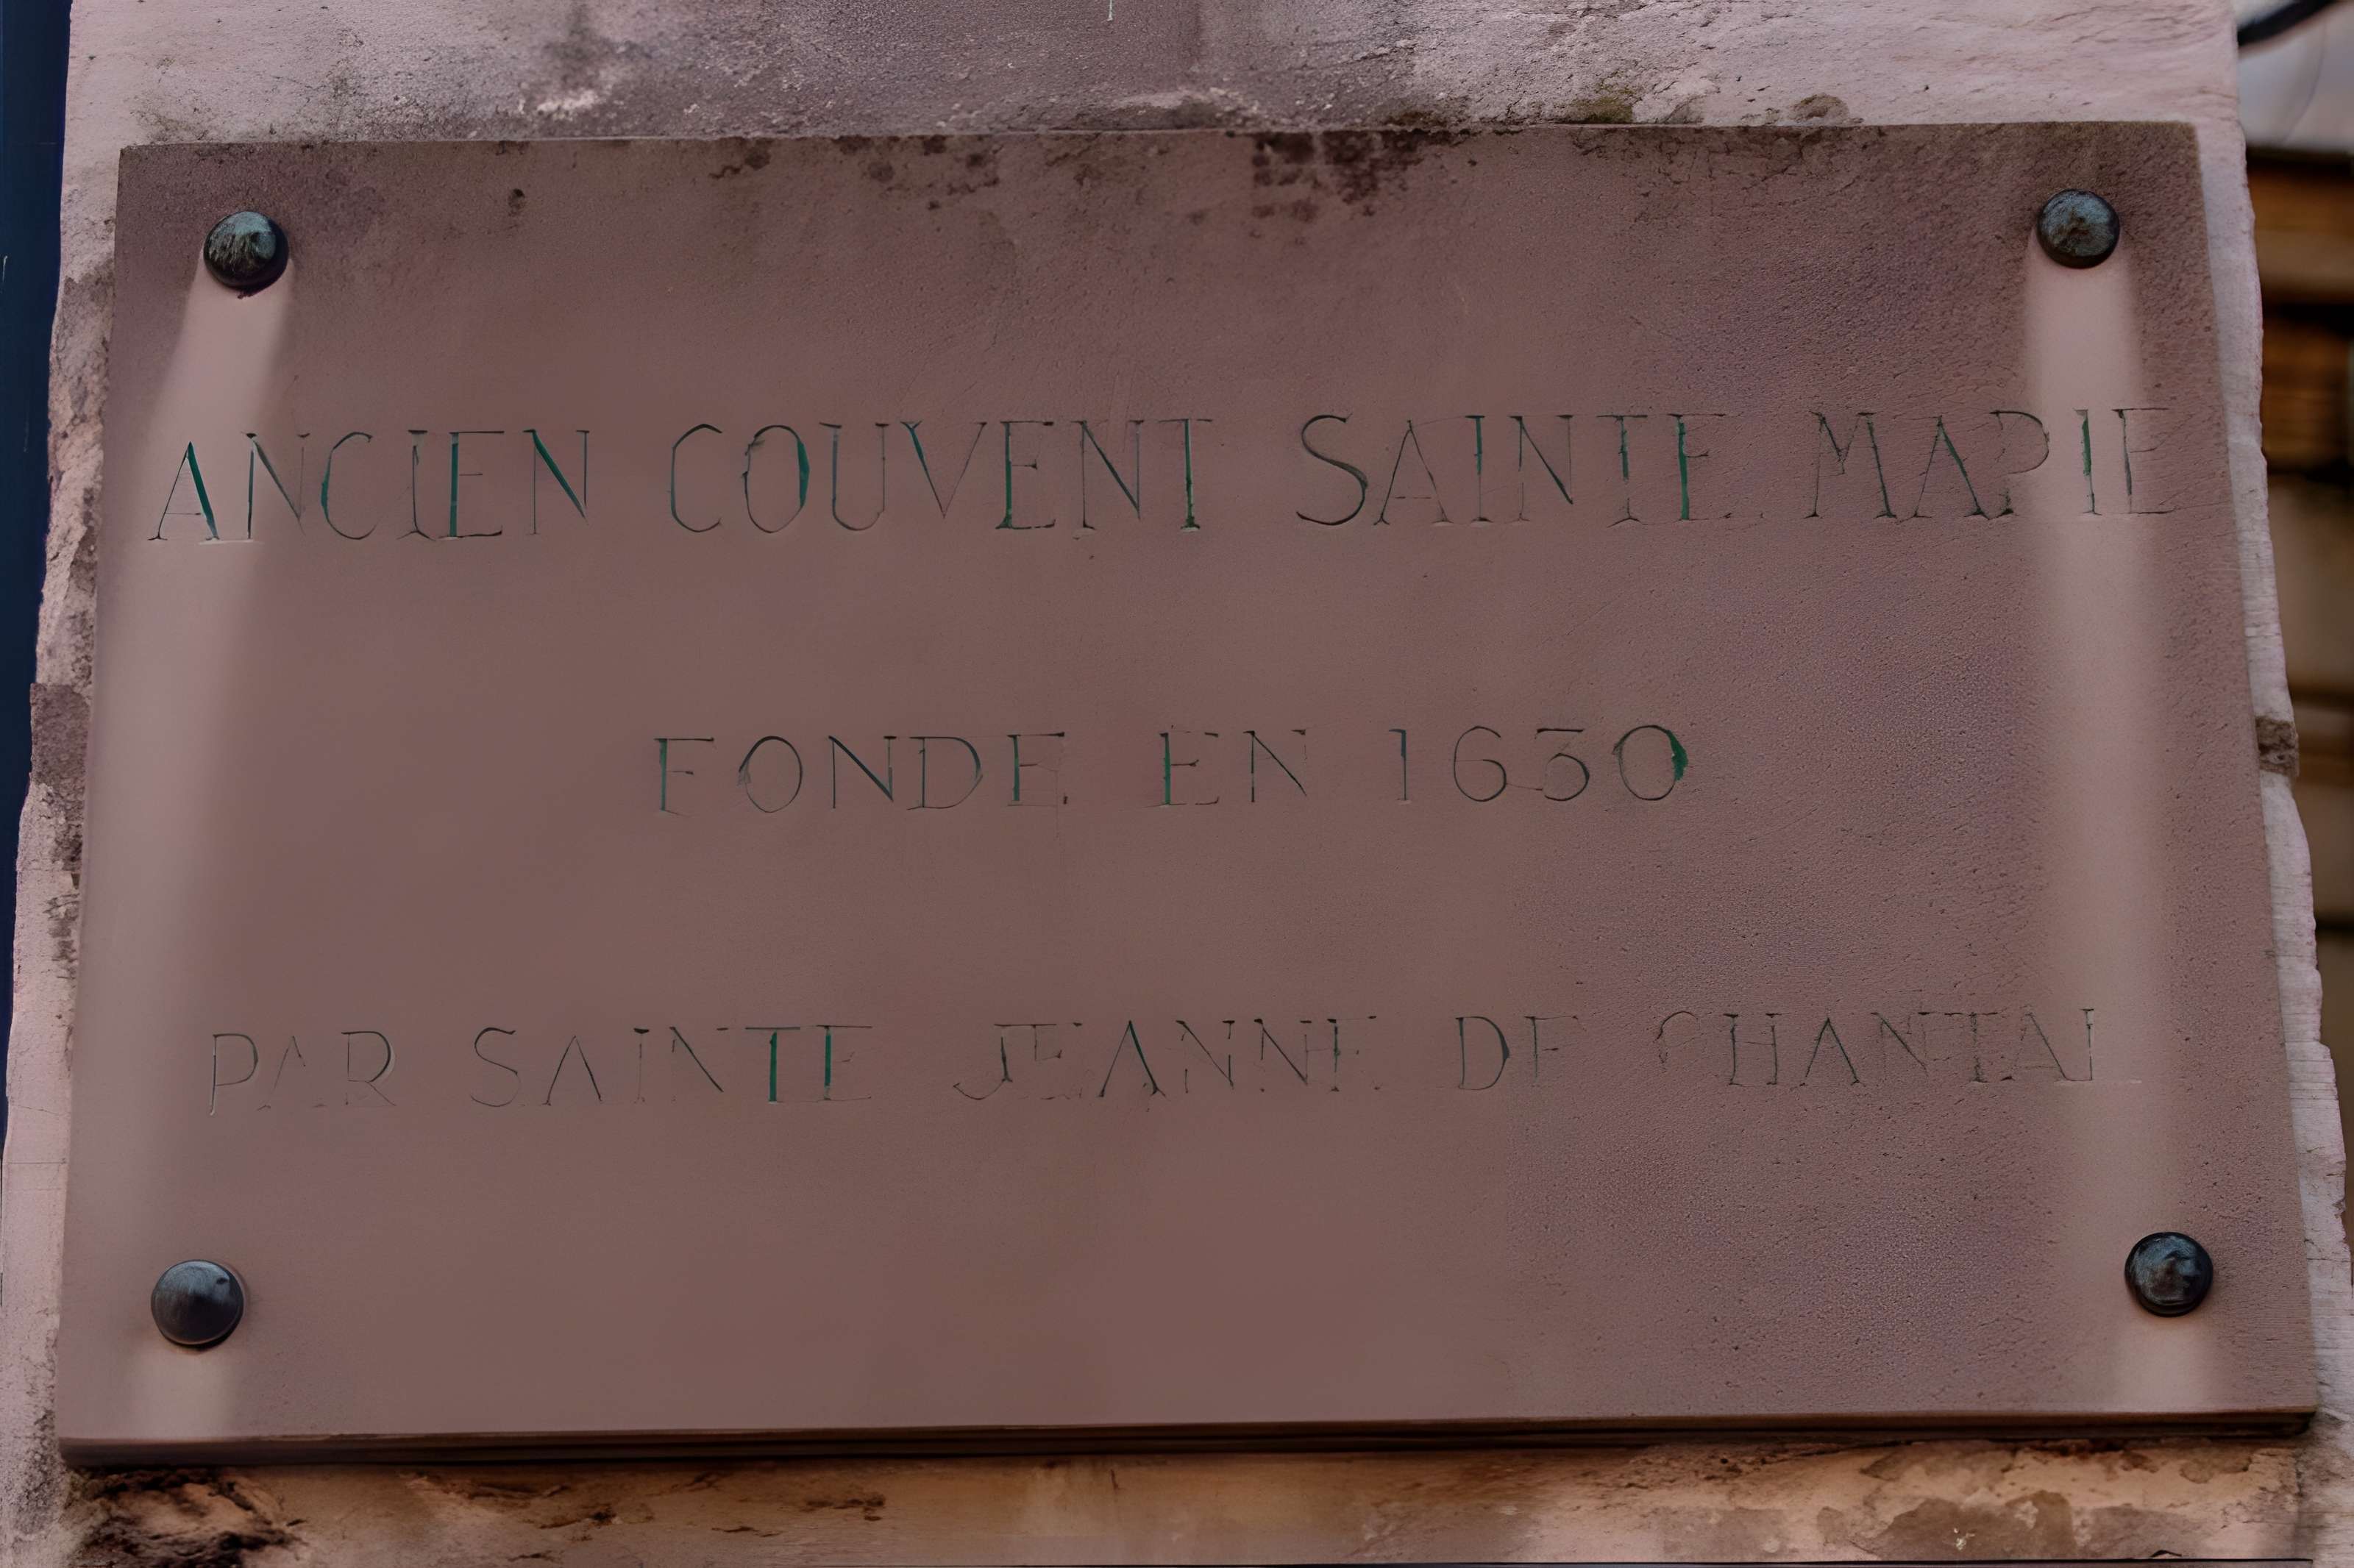 ANCIEN COUVENT SAINTE MARIE
FONDE EN 1630
PAR SAINTE JEANNE DE CHANTAL